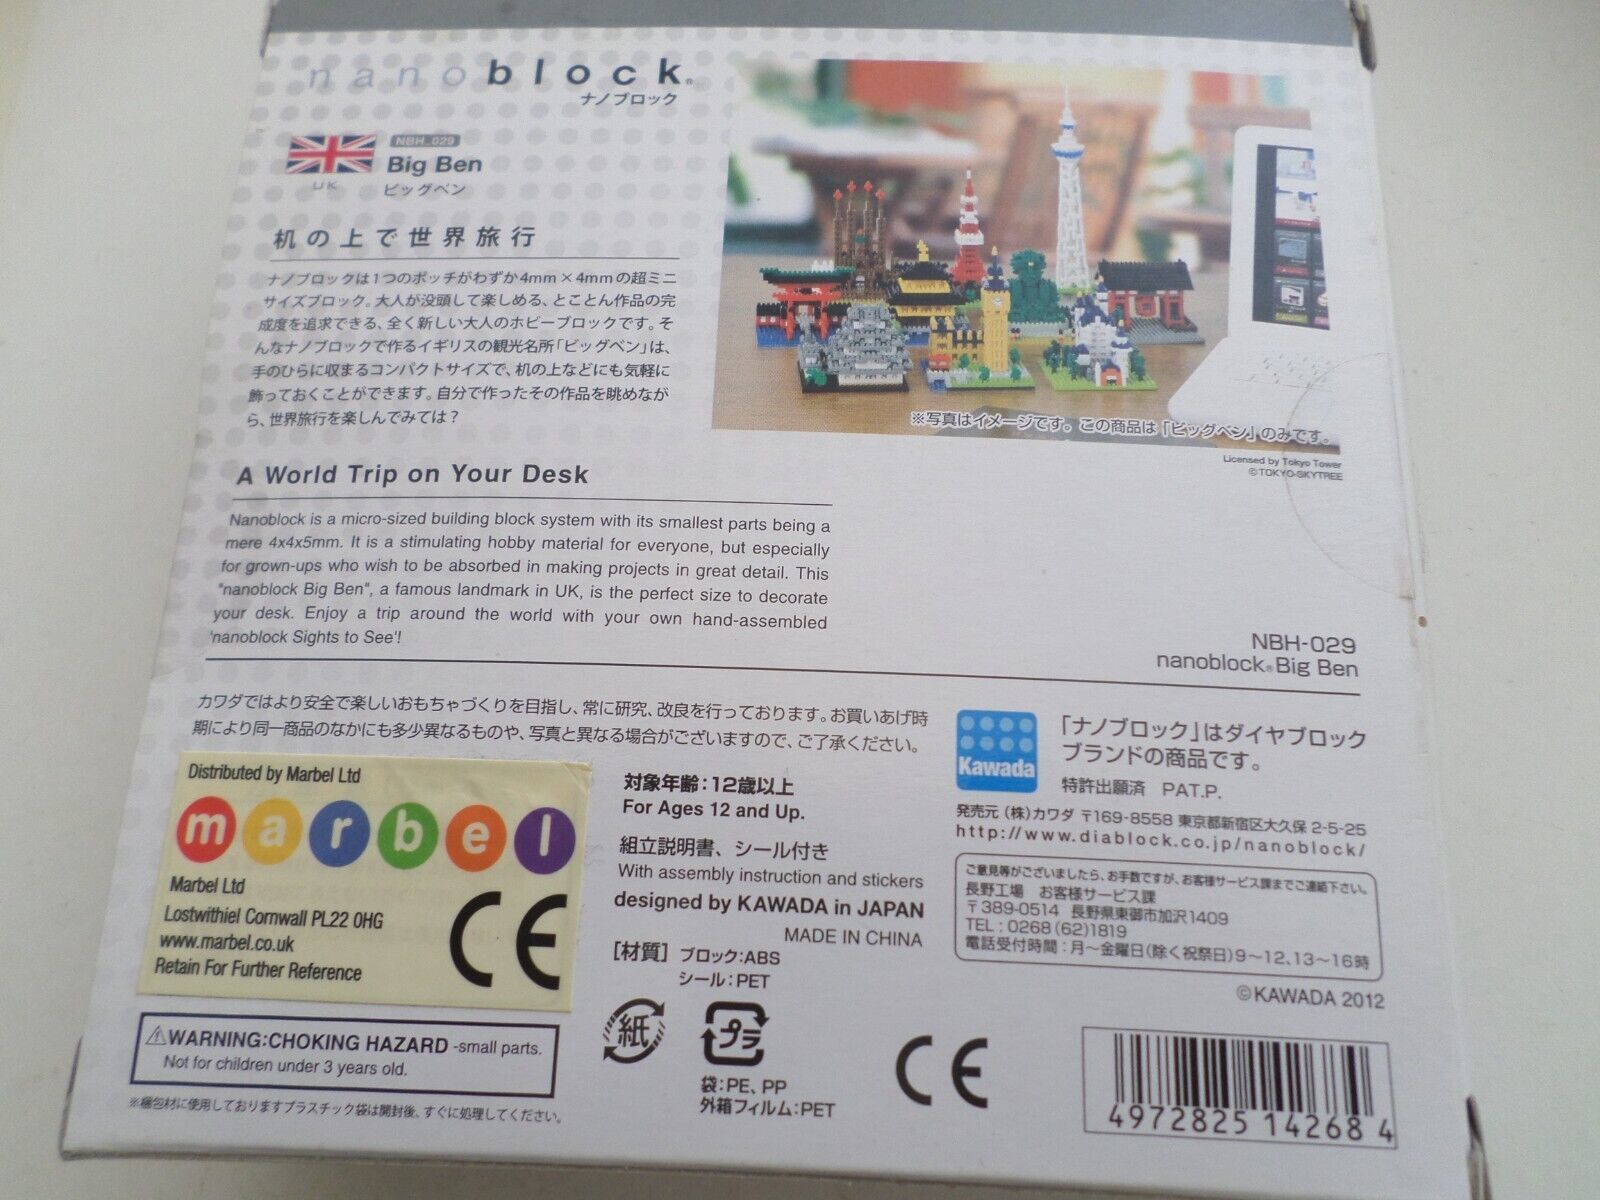 nanoblock®
ナノブロック
NBH_029
Big Ben
UK
ビッグベン
机の上で世界旅行
ナノブロックは1つのポッチがわずか4mm×4mmの超ミニ
サイズブロック。大人が没頭して楽しめる、とことん作品の完
成度を追求できる、全く新しい大人のホビーブロックです。そ
んなナノブロックで作るイギリスの観光名所「ビッグベン」は、
手のひらに収まるコンパクトサイズで、机の上などにも気軽に
飾っておくことができます。自分で作ったその作品を眺めなが
ら、世界旅行を楽しんでみては？
※写真はイメージです。この商品は「ビッグベン」のみです。
Licensed by Tokyo Tower
©TOKYO-SKYTREE
A World Trip on Your Desk
Nanoblock is a micro-sized building block system with its smallest parts being a
mere 4x4x5mm. It is a stimulating hobby material for everyone, but especially
for grown-ups who wish to be absorbed in making projects in great detail. This
"nanoblock Big Ben", a famous landmark in UK, is the perfect size to decorate
your desk. Enjoy a trip around the world with your own hand-assembled
'nanoblock Sights to See'!
NBH-029
nanoblock® Big Ben
カワダではより安全で楽しいおもちゃづくりを目指し、常に研究、改良を行っております。お買いあげ時
期により同一商品のなかにも多少異なるものや、写真と異なる場合がございますので、ご了承ください。
Distributed by Marbel Ltd
marbel
Marbel Ltd
Lostwithiel Cornwall PL22 0HG
www.marbel.co.uk
Retain For Further Reference
CE
⚠WARNING:CHOKING HAZARD -small parts.
Not for children under 3 years old.
※梱包材に使用しておりますプラスチック袋は開封後、すぐに処理してください。
対象年齢：12歳以上
For Ages 12 and Up.
組立説明書、シール付き
With assembly instruction and stickers
designed by KAWADA in JAPAN
MADE IN CHINA
[材質] ブロック：ABS
シール：PET
紙
プラ
袋：PE、PP
外箱フィルム：PET
Kawada
「ナノブロック」はダイヤブロック
ブランドの商品です。
特許出願済 PAT.P.
発売元 (株)カワダ 〒169-8558 東京都新宿区大久保 2-5-25
http://www.diablock.co.jp/nanoblock/
ご意見等がございましたら、お手数ですが、お客様サービス課までご連絡下さい。
長野工場 お客様サービス課
〒389-0514 長野県東御市加沢1409
TEL：0268(62)1819
電話受付時間：月～金曜日(除く祝祭日)9～12、13～16時
©KAWADA 2012
CE
4972825 142684